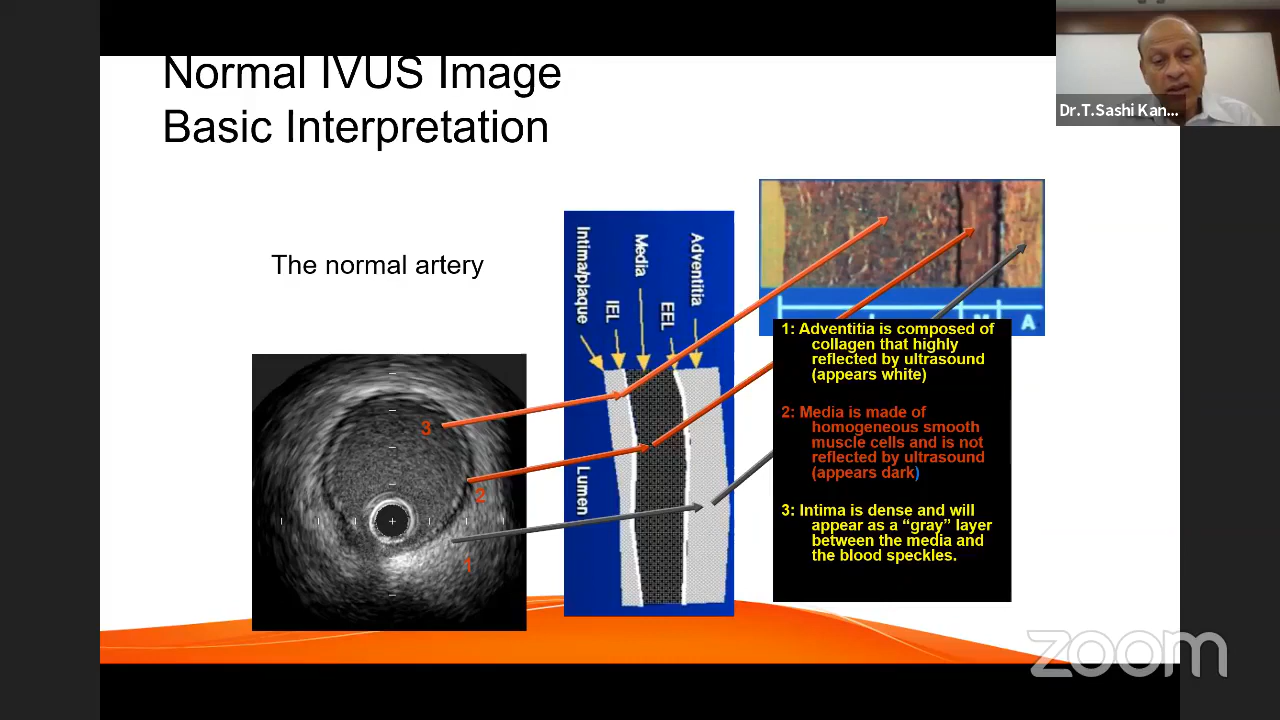 Normal IVUS Image
Basic Interpretation
Dr.T.Sashi Kan...
The normal artery
3
2
1
Intima/plaque
IEL
Media
EEL
Adventitia
Lumen
A
1: Adventitia is composed of
collagen that highly
reflected by ultrasound
(appears white)
2: Media is made of
homogeneous smooth
muscle cells and is not
reflected by ultrasound
(appears dark)
3: Intima is dense and will
appear as a “gray” layer
between the media and
the blood speckles.
zoom